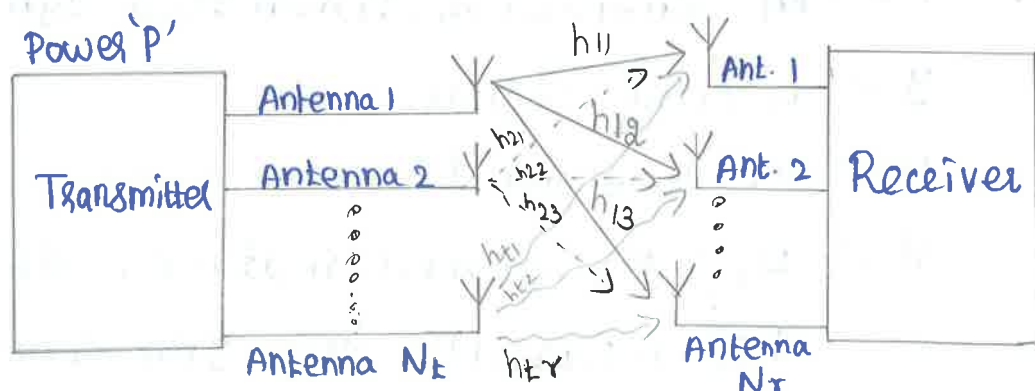 Power 'P'
h11
Antenna 1
Ant. 1
h12
h21
Transmitter
Antenna 2
h22
Ant. 2
Receiver
h23
h13
ht1
ht2
Antenna Nt
htr
Antenna
Nr